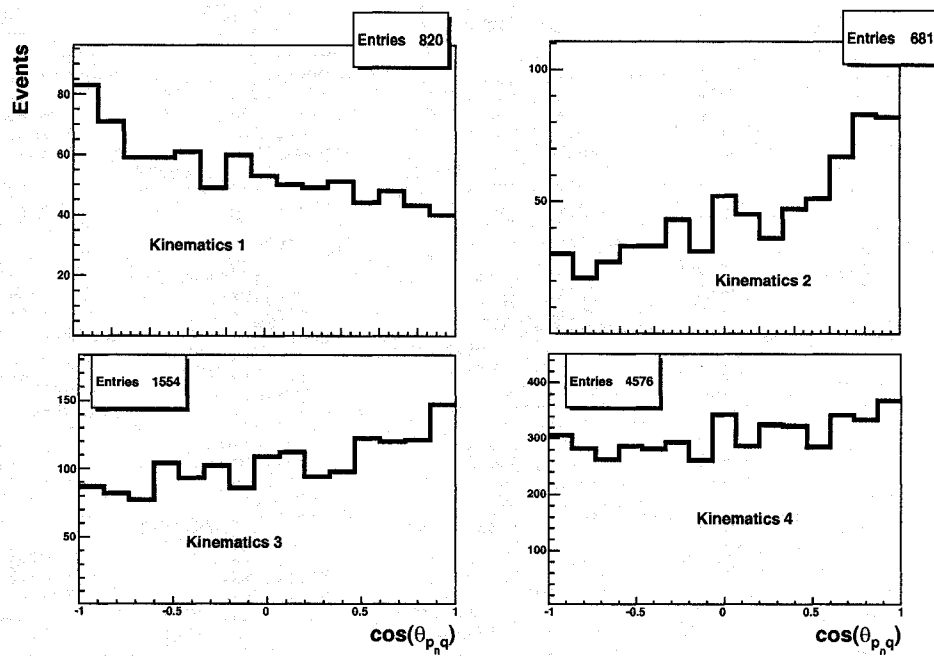 Entries 820
Events
80
60
40
20
Kinematics 1
Entries 681
100
50
Kinematics 2
Entries 1554
150
100
50
Kinematics 3
-1 -0.5 0 0.5 1
cos(θp_nq)
Entries 4576
400
300
200
100
Kinematics 4
-1 -0.5 0 0.5 1
cos(θp_nq)